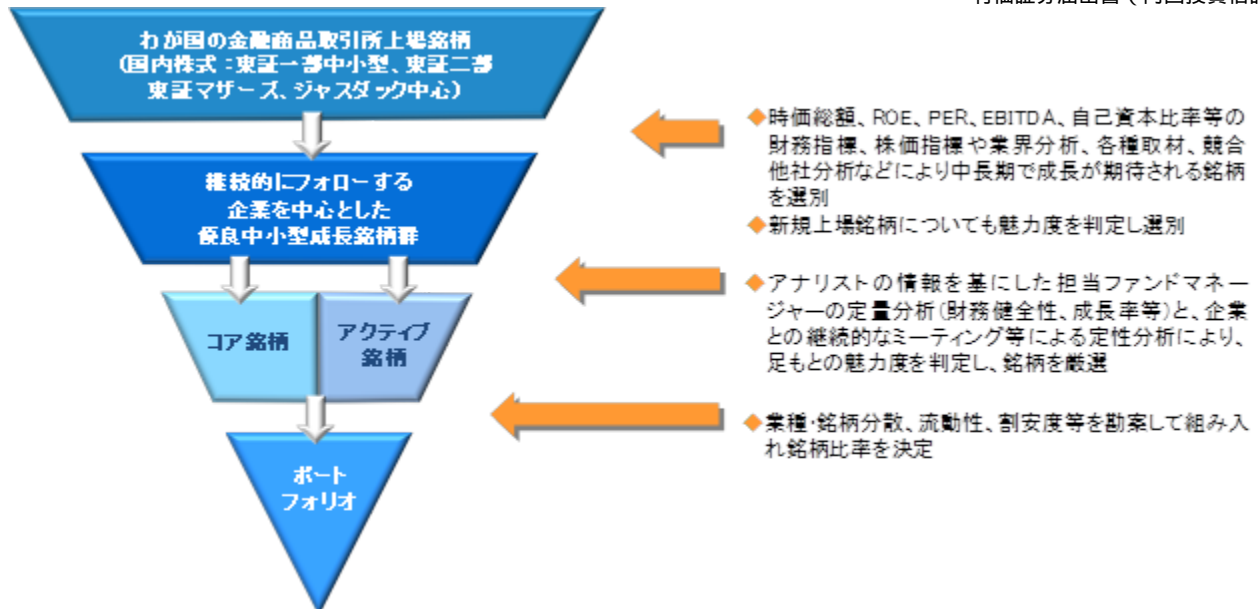 わが国の金融商品取引所上場銘柄
(国内株式：東証一部中小型、東証二部
東証マザーズ、ジャスダック中心)
◆時価総額、ROE、PER、EBITDA、自己資本比率等の
財務指標、株価指標や業界分析、各種取材、競合
他社分析などにより中長期で成長が期待される銘柄
を選別
◆新規上場銘柄についても魅力度を判定し選別
継続的にフォローする
企業を中心とした
優良中小型成長銘柄群
◆アナリストの情報を基にした担当ファンドマネー
ジャーの定量分析(財務健全性、成長率等)と、企業
との継続的なミーティング等による定性分析により、
足もとの魅力度を判定し、銘柄を厳選
コア銘柄
アクティブ
銘柄
◆業種・銘柄分散、流動性、割安度等を勘案して組み入
れ銘柄比率を決定
ポート
フォリオ